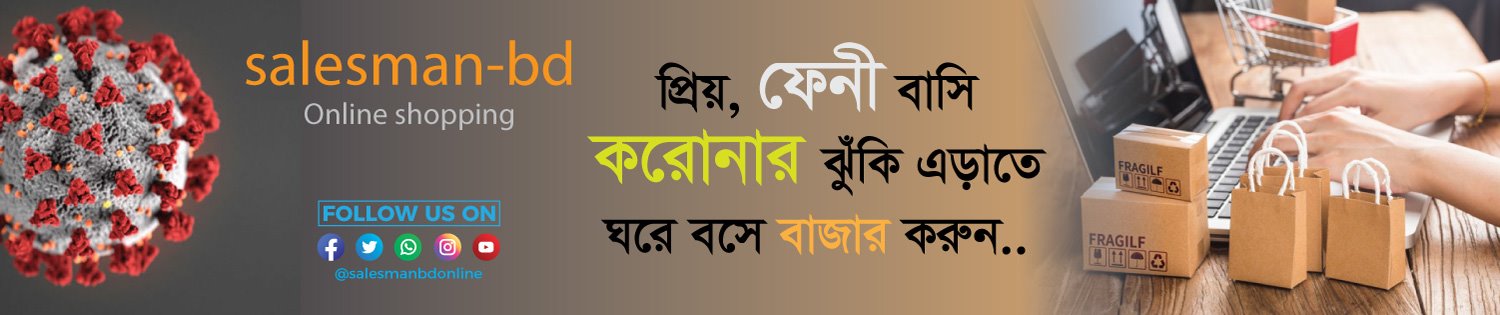 salesman-bd
Online shopping
FOLLOW US ON
@salesmanbdonline
প্রিয়, ফেনী বাসি
করোনার ঝুঁকি এড়াতে
ঘরে বসে বাজার করুন..
FRAGILF
FRAGILF